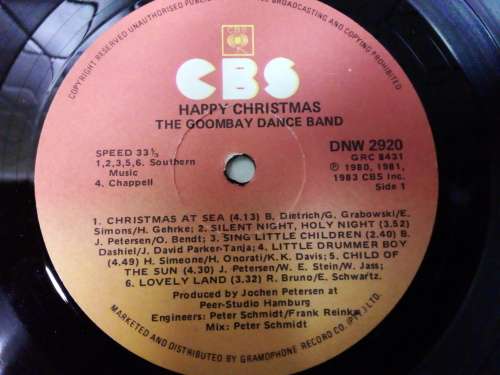 COPYRIGHT RESERVED UNAUTHORISED PUBLIC BROADCASTING AND COPYING PROHIBITED
CBS
CBS
HAPPY CHRISTMAS
THE GOOMBAY DANCE BAND
SPEED 33⅓
1,2,3,5,6. Southern
Music
4. Chappell
DNW 2920
GRC 8431
℗ 1980, 1981,
1983 CBS Inc.
Side 1
1. CHRISTMAS AT SEA (4.13) B. Dietrich/G. Grabowski/E.
Simons/H. Gehrke; 2. SILENT NIGHT, HOLY NIGHT (3.52)
J. Petersen/O. Bendt; 3. SING LITTLE CHILDREN (2.40) B.
Dashiel/J. David Parker-Tanja; 4. LITTLE DRUMMER BOY
(4.49) H. Simeone/H. Onorati/K.K. Davis; 5. CHILD OF
THE SUN (4.30) J. Petersen/W. E. Stein/W. Jass;
6. LOVELY LAND (3.32) R. Bruno/E. Schwartz.
Produced by Jochen Petersen at
Peer-Studio Hamburg
Engineers: Peter Schmidt/Frank Reinke
Mix: Peter Schmidt
MARKETED AND DISTRIBUTED BY GRAMOPHONE RECORD CO. (PTY.) LTD.